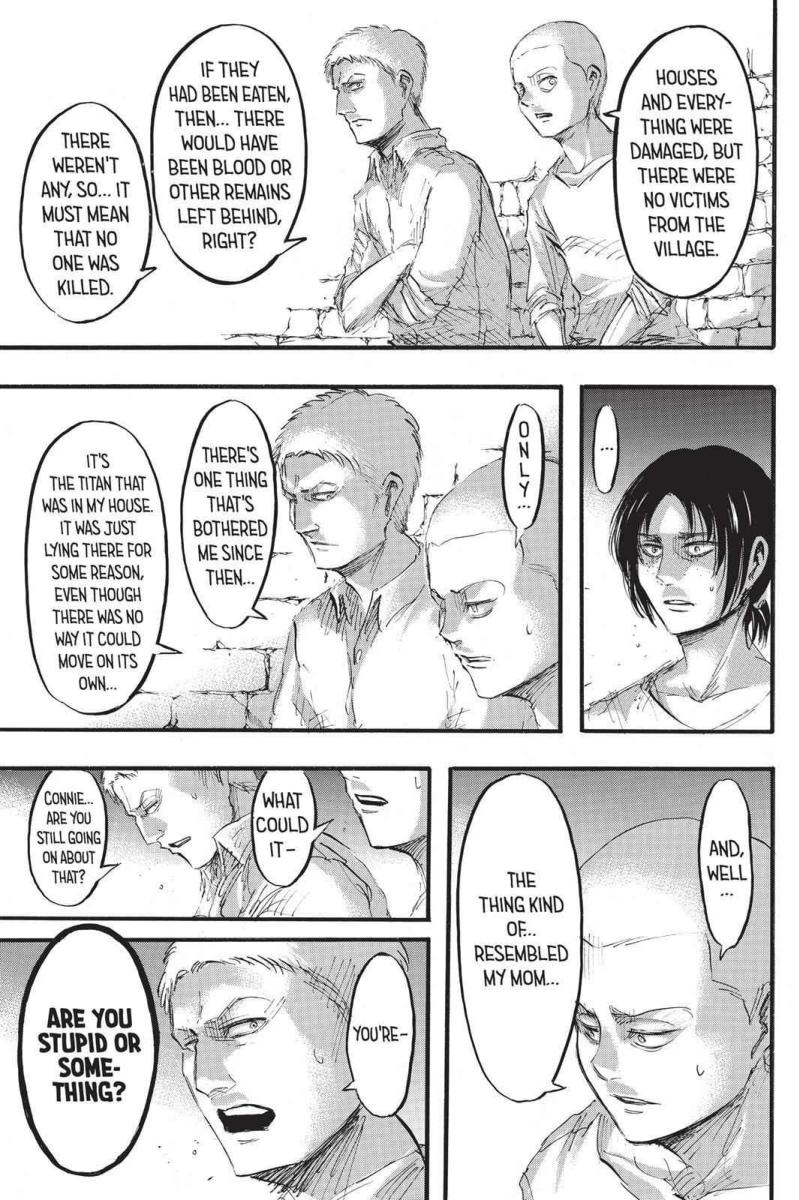 HOUSES
AND EVERY-
THING WERE
DAMAGED, BUT
THERE WERE
NO VICTIMS
FROM THE
VILLAGE.
IF THEY
HAD BEEN EATEN,
THEN... THERE
WOULD HAVE
BEEN BLOOD OR
OTHER REMAINS
LEFT BEHIND,
RIGHT?
THERE
WEREN'T
ANY, SO... IT
MUST MEAN
THAT NO
ONE WAS
KILLED.
...
ONLY...
THERE'S
ONE THING
THAT'S
BOTHERED
ME SINCE
THEN...
IT'S
THE TITAN THAT
WAS IN MY HOUSE.
IT WAS JUST
LYING THERE FOR
SOME REASON,
EVEN THOUGH
THERE WAS NO
WAY IT COULD
MOVE ON ITS
OWN...
AND,
WELL
...
THE
THING KIND
OF...
RESEMBLED
MY MOM...
WHAT
COULD
IT-
CONNIE...
ARE YOU
STILL GOING
ON ABOUT
THAT?
YOU'RE-
ARE YOU
STUPID OR
SOME-
THING?